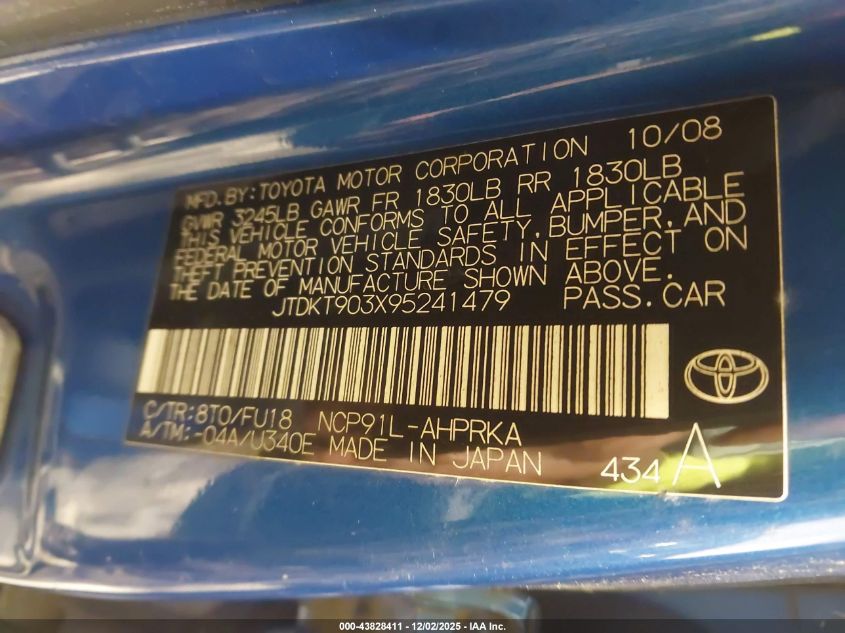 MFD.BY:TOYOTA MOTOR CORPORATION 10/08
GVWR 3245LB GAWR FR 1830LB RR 1830LB
THIS VEHICLE CONFORMS TO ALL APPLICABLE
FEDERAL MOTOR VEHICLE SAFETY,BUMPER,AND
THEFT PREVENTION STANDARDS IN EFFECT ON
THE DATE OF MANUFACTURE SHOWN ABOVE.
JTDKT903X95241479 PASS.CAR
C/TR:8T0/FU18 NCP91L-AHPRKA
A/TM:-04A/U340E MADE IN JAPAN
434 A
000-43828411 - 12/02/2025 - IAA Inc.